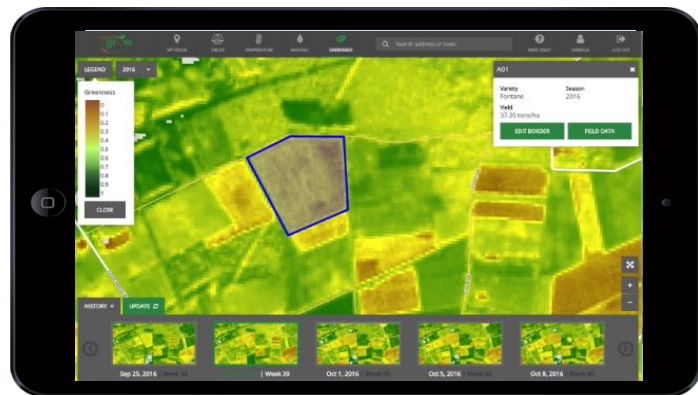 grow
MY FIELDS
YIELDS
TEMPERATURE
RAINFALL
GREENNESS
Search address or town
NEED HELP?
LOG OUT
LEGEND
2016
Greenness
0
0.1
0.2
0.3
0.4
0.5
0.6
0.7
0.8
0.9
1
CLOSE
A01
Variety Season
Fontane 2016
Yield
37.35 tons/ha
EDIT BORDER
FIELD DATA
HISTORY
UPDATE
Sep 25, 2016 | Week 39
| Week 39
Oct 1, 2016
Oct 5, 2016
Oct 8, 2016